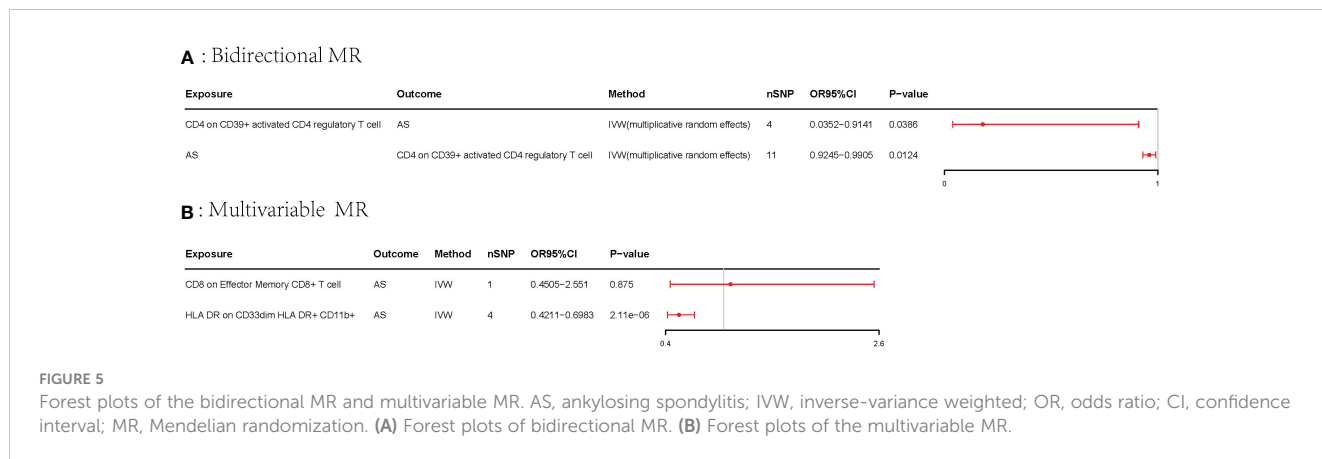 A : Bidirectional MR
Exposure Outcome Method nSNP OR95%CI P−value
CD4 on CD39+ activated CD4 regulatory T cell AS IVW(multiplicative random effects) 4 0.0352−0.9141 0.0386
AS CD4 on CD39+ activated CD4 regulatory T cell IVW(multiplicative random effects) 11 0.9245−0.9905 0.0124
0 1
B : Multivariable MR
Exposure Outcome Method nSNP OR95%CI P−value
CD8 on Effector Memory CD8+ T cell AS IVW 1 0.4505−2.551 0.875
HLA DR on CD33dim HLA DR+ CD11b+ AS IVW 4 0.4211−0.6983 2.11e−06
0.4 2.6
FIGURE 5
Forest plots of the bidirectional MR and multivariable MR. AS, ankylosing spondylitis; IVW, inverse-variance weighted; OR, odds ratio; CI, confidence
interval; MR, Mendelian randomization. (A) Forest plots of bidirectional MR. (B) Forest plots of the multivariable MR.